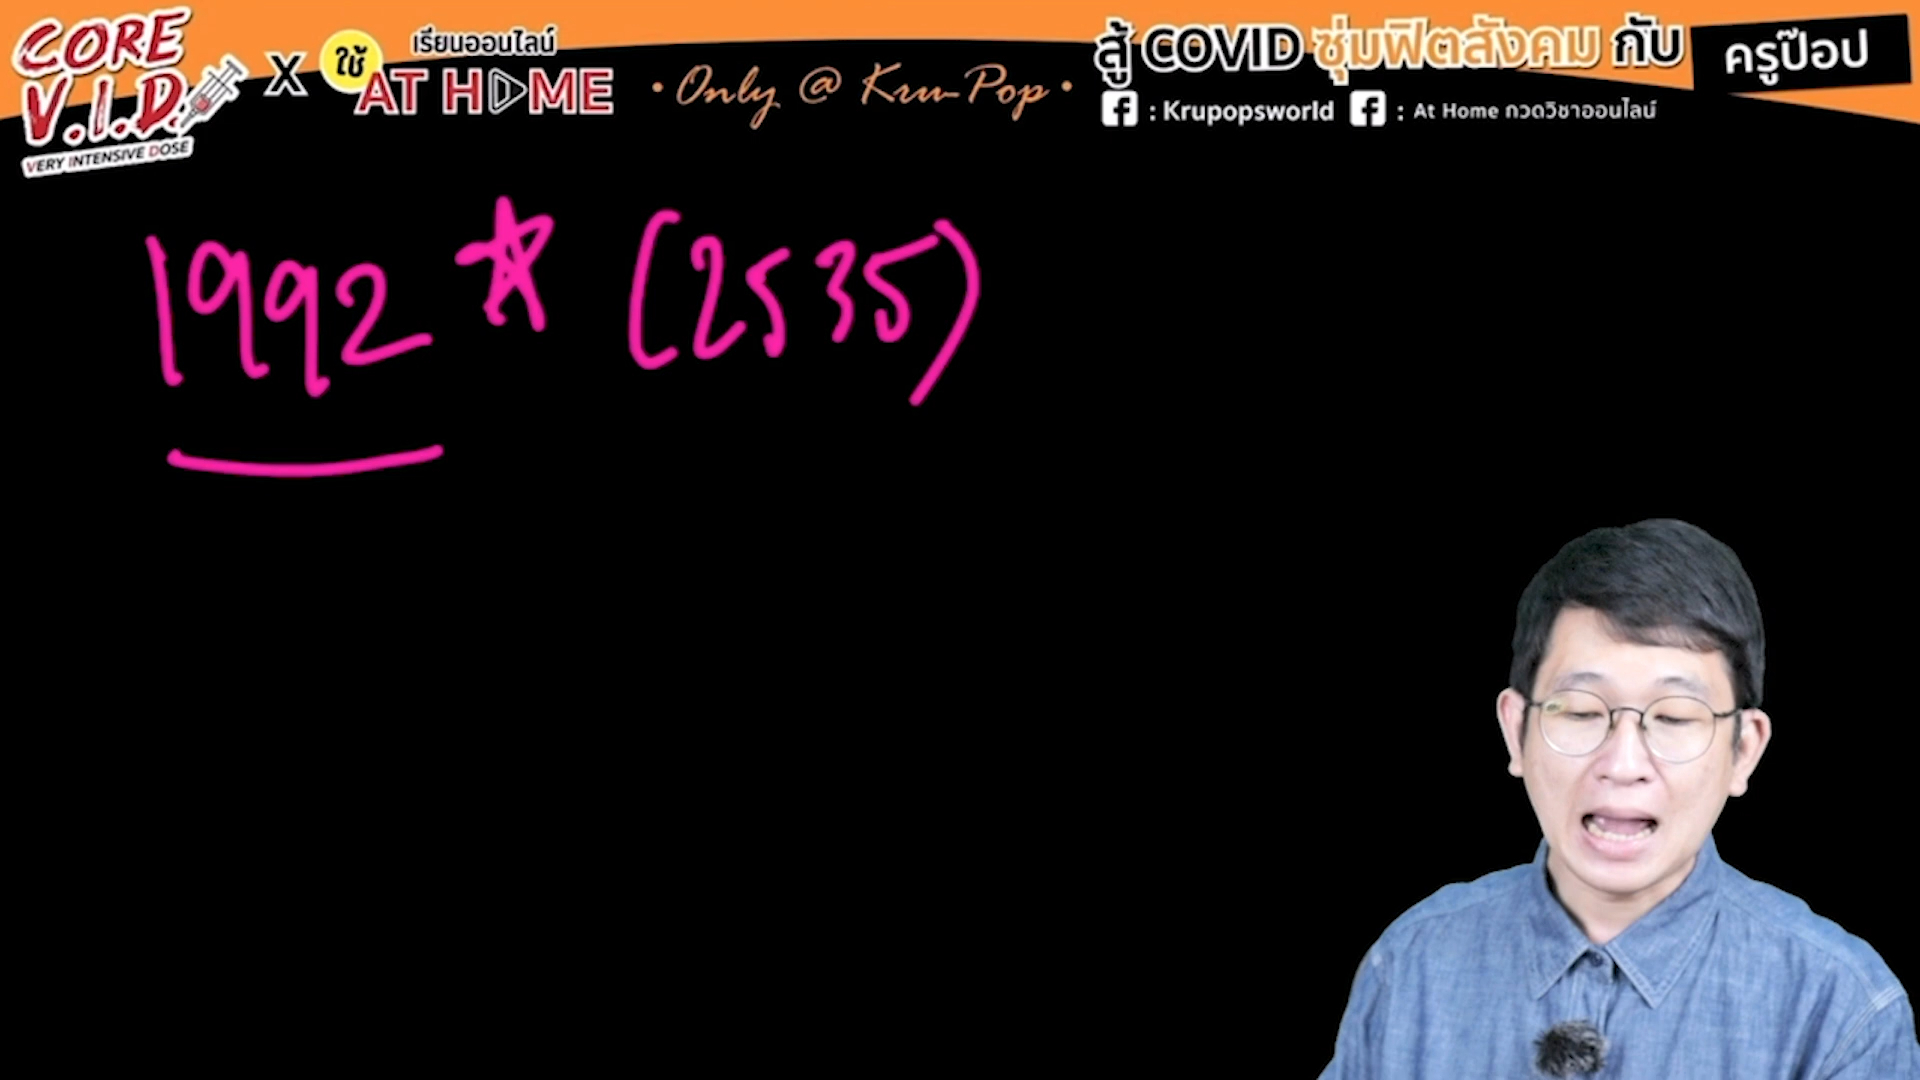 CORE
V.I.D.
VERY INTENSIVE DOSE
X
ใช้
เรียนออนไลน์
AT HOME
• Only @ Kru-Pop •
สู้ COVID ซุ่มฟิตสังคม กับ ครูป๊อป
: Krupopsworld : At Home กวดวิชาออนไลน์
1992 ☆ (2535)